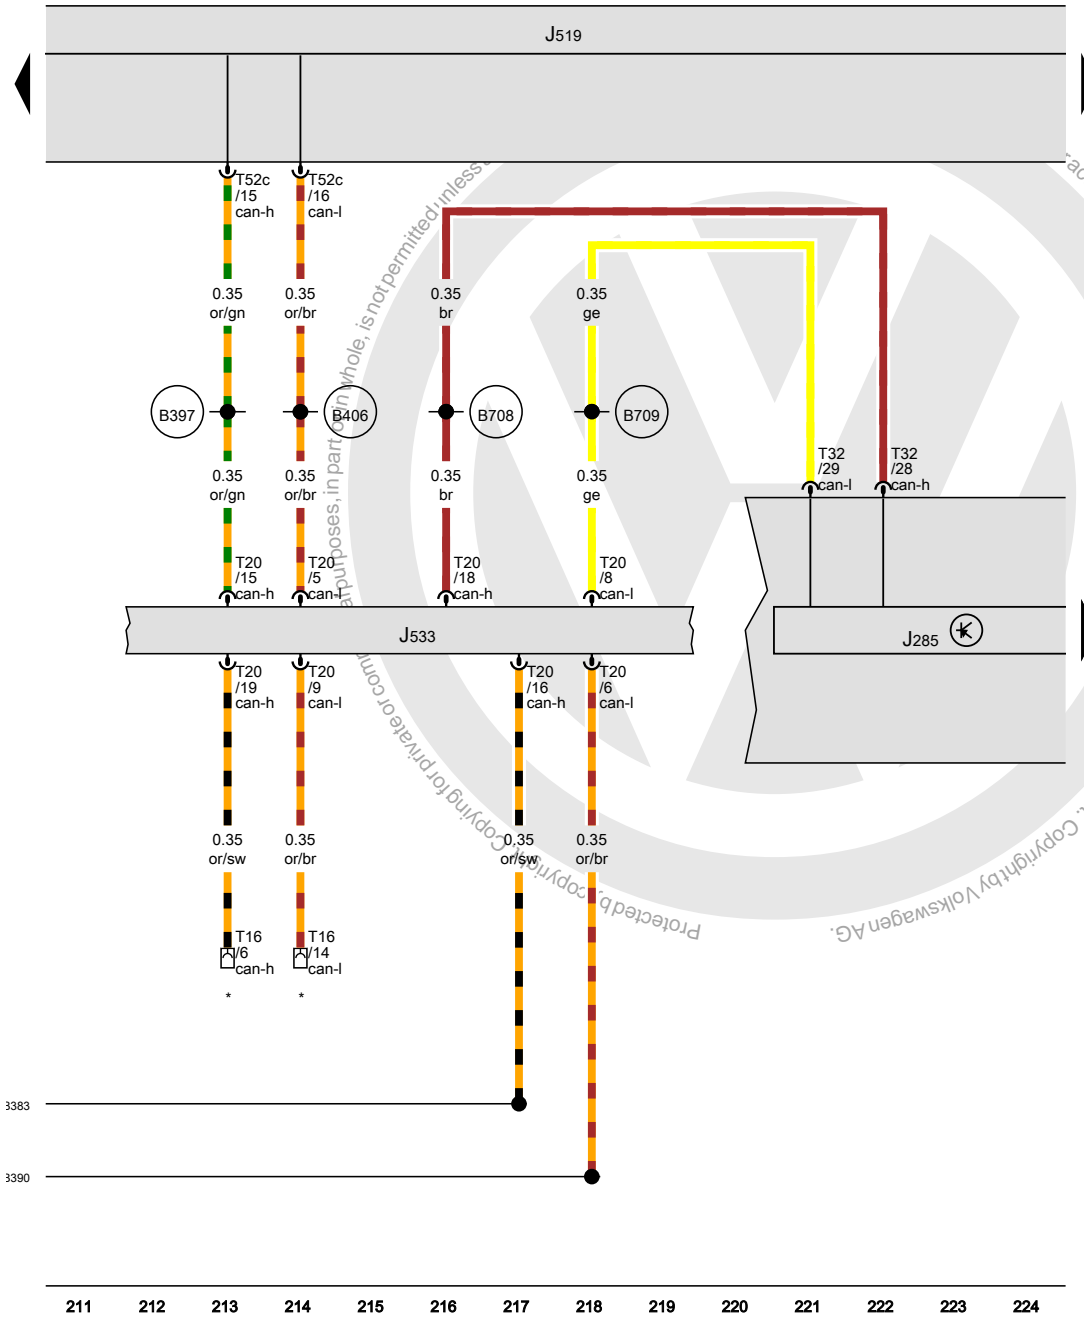 J519
T52c
/15
can-h
T52c
/16
can-l
0.35
or/gn
0.35
or/br
0.35
br
0.35
ge
B397
B406
B708
B709
0.35
or/gn
0.35
or/br
0.35
br
0.35
ge
T32
/29
can-l
T32
/28
can-h
T20
/15
can-h
T20
/5
can-l
T20
/18
can-h
T20
/8
can-l
J533
J285
T20
/19
can-h
T20
/9
can-l
T20
/16
can-h
T20
/6
can-l
0.35
or/sw
0.35
or/br
0.35
or/sw
0.35
or/br
T16
/6
can-h
T16
/14
can-l
*
*
383
390
211 212 213 214 215 216 217 218 219 220 221 222 223 224
Protected by copyright. Copying for private or
purposes, in part or in whole, is not permitted unless
Copyright by Volkswagen AG.